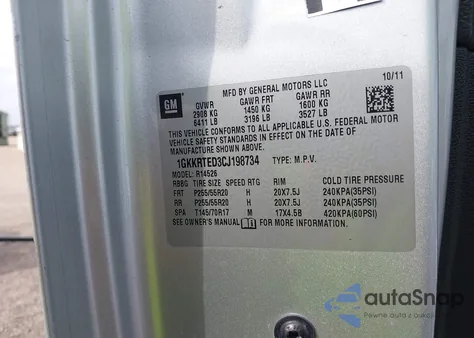 MFD BY GENERAL MOTORS LLC 10/11
GM
GVWR GAWR FRT GAWR RR
2908 KG 1450 KG 1600 KG
6411 LB 3196 LB 3527 LB
THIS VEHICLE CONFORMS TO ALL APPLICABLE U.S. FEDERAL MOTOR
VEHICLE SAFETY STANDARDS IN EFFECT ON THE DATE OF
MANUFACTURE SHOWN ABOVE.
1GKKRTED3CJ198734 TYPE: M.P.V.
MODEL: R14526
RBBG TIRE SIZE SPEED RTG RIM COLD TIRE PRESSURE
FRT P255/55R20 H 20X7.5J 240KPA(35PSI)
RR P255/55R20 H 20X7.5J 240KPA(35PSI)
SPA T145/70R17 M 17X4.5B 420KPA(60PSI)
SEE OWNER'S MANUAL FOR MORE INFORMATION.
autaSnap
Pewne auta z aukcji